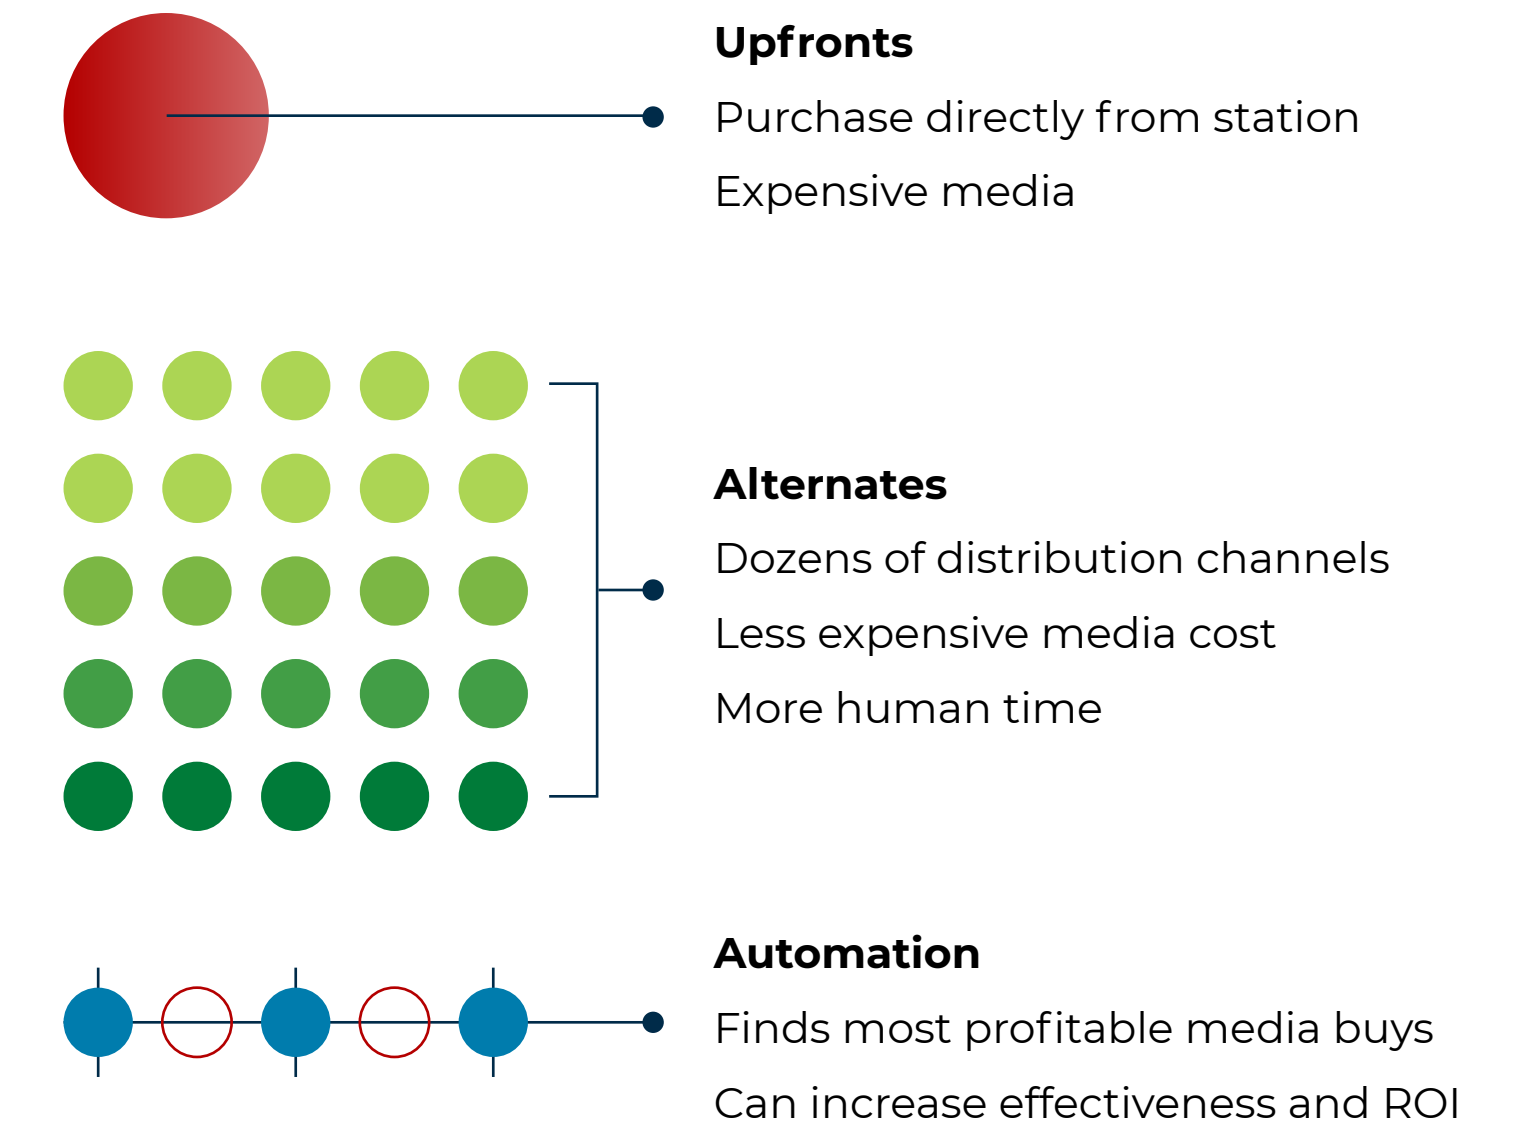 Upfronts
Purchase directly from station
Expensive media
Alternates
Dozens of distribution channels
Less expensive media cost
More human time
Automation
Finds most profitable media buys
Can increase effectiveness and ROI